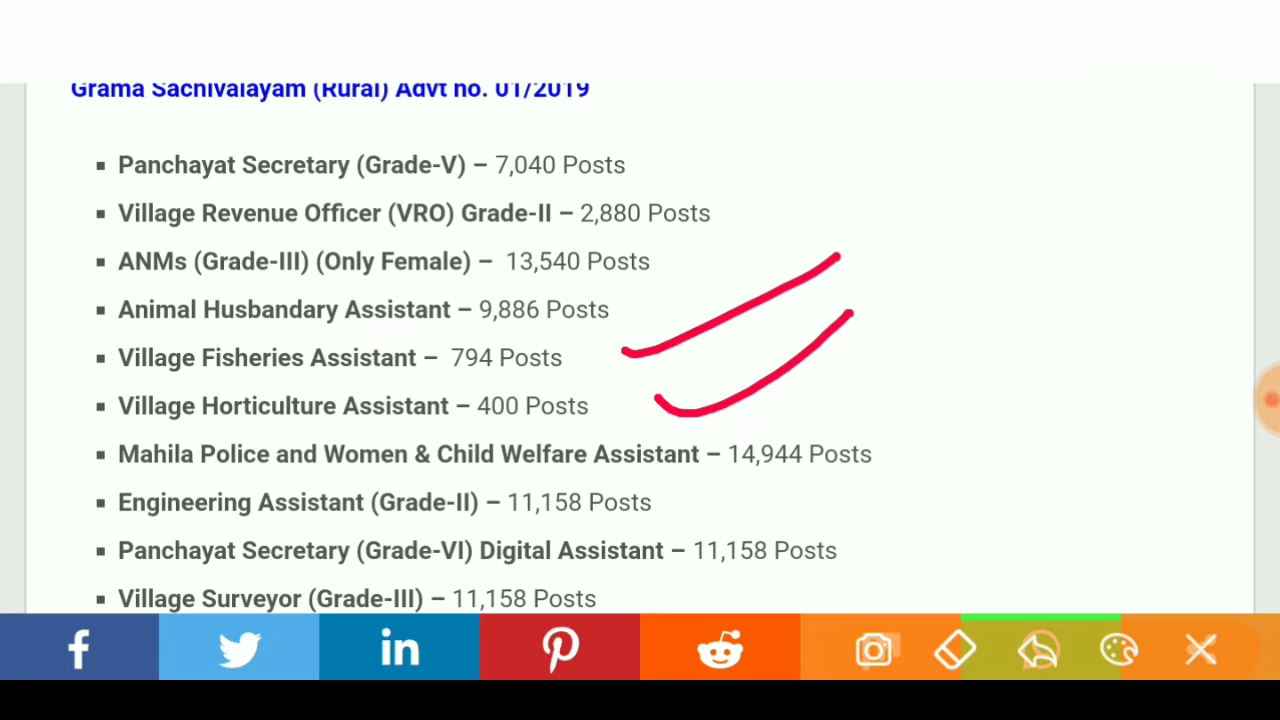 Grama Sachivalayam (Rural) Advt no. 01/2019
▪ Panchayat Secretary (Grade-V) – 7,040 Posts
▪ Village Revenue Officer (VRO) Grade-II – 2,880 Posts
▪ ANMs (Grade-III) (Only Female) – 13,540 Posts
▪ Animal Husbandary Assistant – 9,886 Posts
▪ Village Fisheries Assistant – 794 Posts
▪ Village Horticulture Assistant – 400 Posts
▪ Mahila Police and Women & Child Welfare Assistant – 14,944 Posts
▪ Engineering Assistant (Grade-II) – 11,158 Posts
▪ Panchayat Secretary (Grade-VI) Digital Assistant – 11,158 Posts
▪ Village Surveyor (Grade-III) – 11,158 Posts